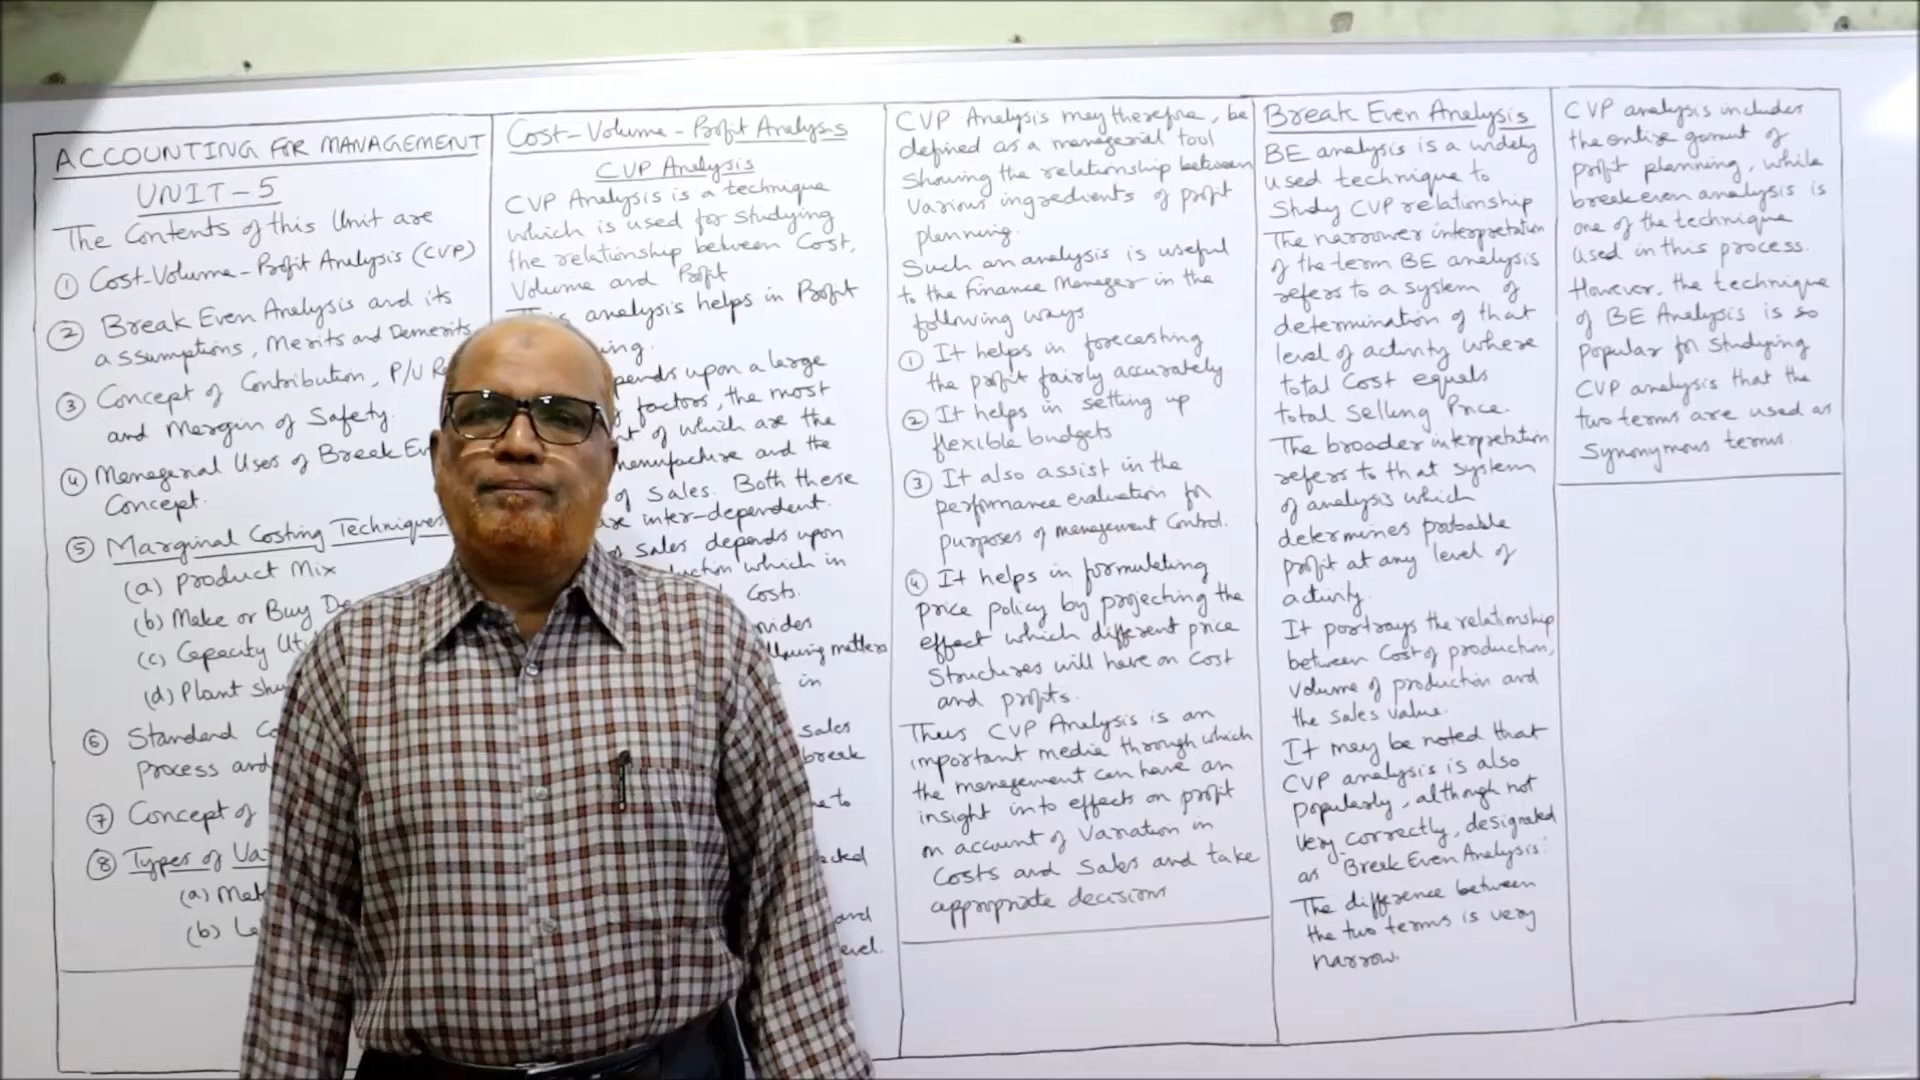 ACCOUNTING FOR MANAGEMENT
UNIT-5
The Contents of this Unit are
① Cost-Volume-Profit Analysis (CVP)
② Break Even Analysis and its
assumptions, Merits and Demerits
③ Concept of Contribution, P/V
and Margin of Safety.
④ Managerial Uses of Break
Concept.
⑤ Marginal Costing Techniques
(a) Product Mix
(b) Make or Buy
(c) Capacity
(d) Plant
⑥ Standard
process and
⑦ Concept of
⑧ Types of
(a)
(b)
Cost-Volume-Profit Analysis
CVP Analysis
CVP Analysis is a technique
which is used for studying
the relationship between Cost,
Volume and Profit
analysis helps in Profit
upon a large
factors, the most
of which are the
manufacture and the
of Sales. Both these
inter-dependent.
sales depends upon
which in
Costs.
matters
in
sales
break
to
and
CVP Analysis may therefore, be
defined as a managerial tool
showing the relationship between
various ingredients of profit
planning.
Such an analysis is useful
to the Finance Manager in the
following ways
① It helps in forecasting
the profit fairly accurately
② It helps in setting up
flexible budgets
③ It also assist in the
performance evaluation for
purposes of management Control.
④ It helps in formulating
price policy by projecting the
effect which different price
Structures will have on cost
and profits.
Thus CVP Analysis is an
important media through which
the management can have an
insight in to effects on profit
on account of Variation in
Costs and Sales and take
appropriate decisions
Break Even Analysis
BE analysis is a widely
used technique to
Study CVP relationship
The narrower interpretation
of the term BE analysis
refers to a system of
determination of that
level of activity where
total Cost equals
total Selling Price.
The broader interpretation
refers to that system
of analysis which
determines probable
profit at any level of
activity.
It portrays the relationship
between Cost of production,
Volume of production and
the sales value.
It may be noted that
CVP analysis is also
popularly, although not
very correctly, designated
as "Break Even Analysis."
The difference between
the two terms is very
narrow.
CVP analysis includes
the entire gamut of
profit planning, while
break even analysis is
one of the technique
used in this process.
However, the technique
of BE Analysis is so
popular for studying
CVP analysis that the
two terms are used as
Synonymous terms.